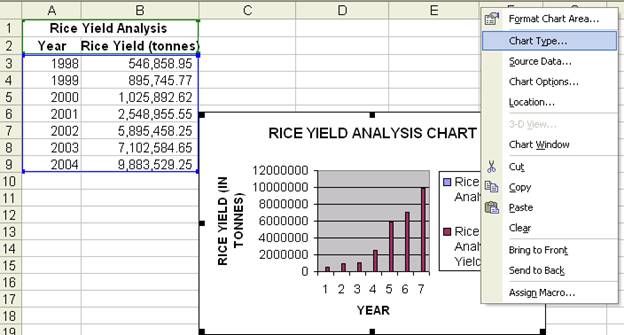 A B C D E
1 Rice Yield Analysis
2 Year Rice Yield (tonnes)
3 1998 546,858.95
4 1999 895,745.77
5 2000 1,025,892.62
6 2001 2,548,955.55
7 2002 5,895,458.25
8 2003 7,102,584.65
9 2004 9,883,529.25
10
11
12
13
14
15
16
17
18
19
RICE YIELD ANALYSIS CHART
RICE YIELD (IN
TONNES)
12000000
10000000
8000000
6000000
4000000
2000000
0
1 2 3 4 5 6 7
YEAR
Rice
Rice
Yield
Format Chart Area...
Chart Type...
Source Data...
Chart Options...
Location...
3-D View...
Chart Window
Cut
Copy
Paste
Clear
Bring to Front
Send to Back
Assign Macro...